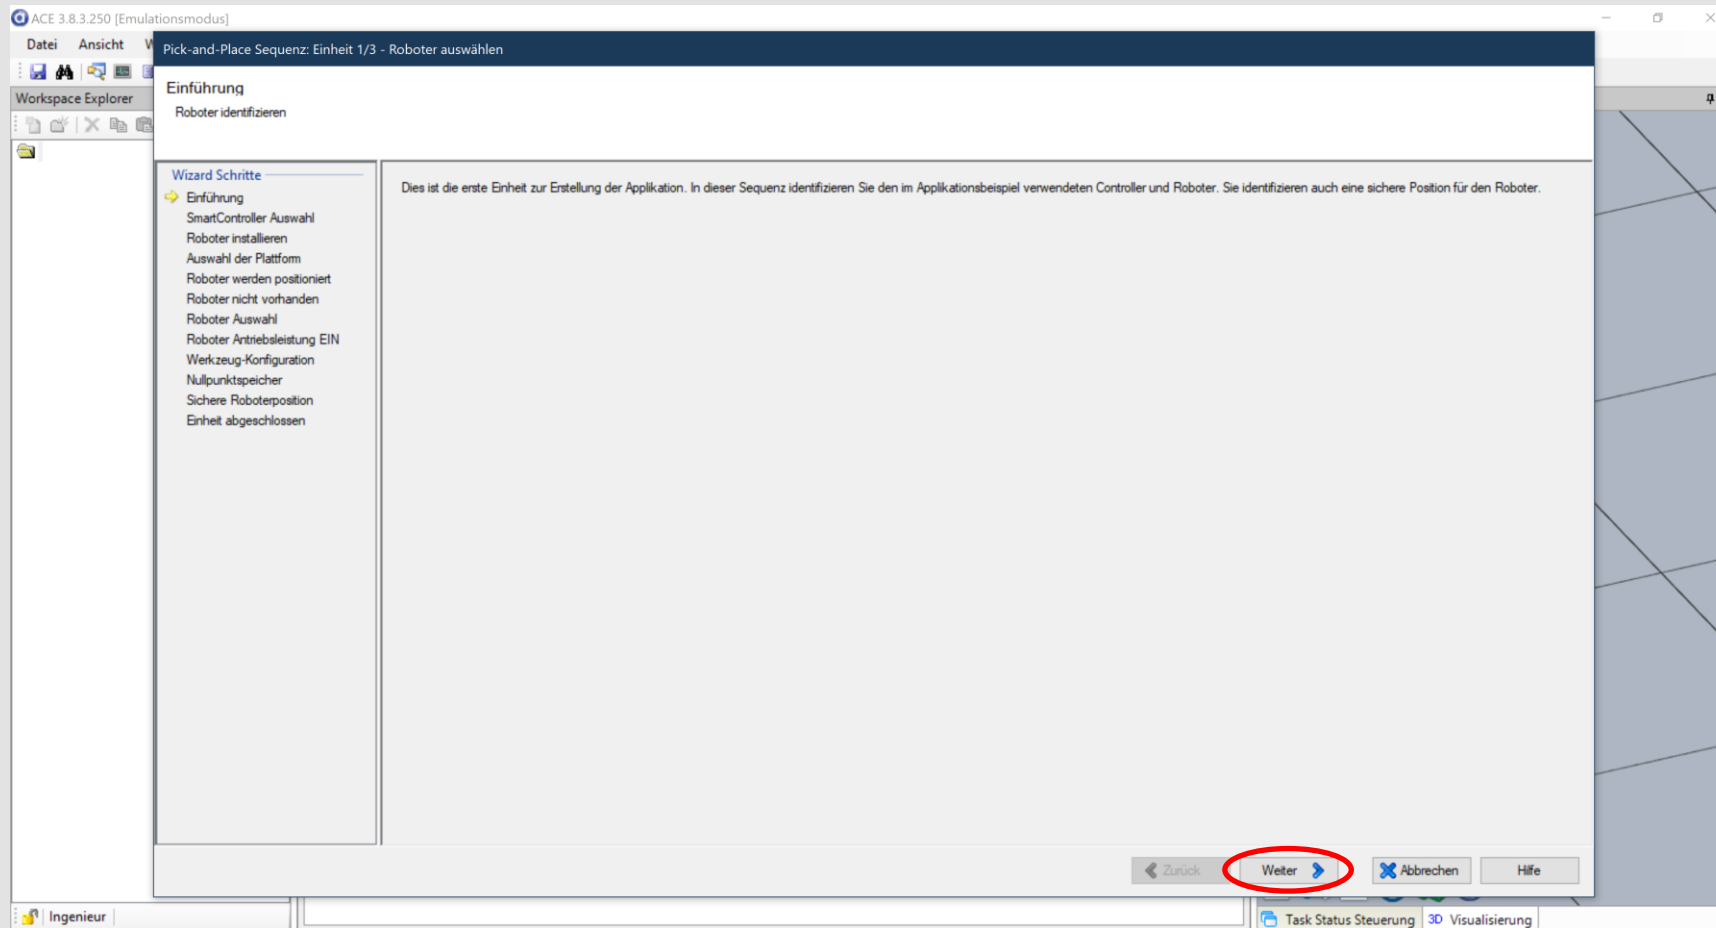 ACE 3.8.3.250 [Emulationsmodus]
Datei Ansicht
Pick-and-Place Sequenz: Einheit 1/3 - Roboter auswählen
Einführung
Roboter identifizieren
Workspace Explorer
Wizard Schritte
Einführung
SmartController Auswahl
Roboter installieren
Auswahl der Plattform
Roboter werden positioniert
Roboter nicht vorhanden
Roboter Auswahl
Roboter Antriebsleistung EIN
Werkzeug-Konfiguration
Nullpunktspeicher
Sichere Roboterposition
Einheit abgeschlossen
Dies ist die erste Einheit zur Erstellung der Applikation. In dieser Sequenz identifizieren Sie den im Applikationsbeispiel verwendeten Controller und Roboter. Sie identifizieren auch eine sichere Position für den Roboter.
Zurück Weiter Abbrechen Hilfe
Ingenieur
Task Status Steuerung 3D Visualisierung